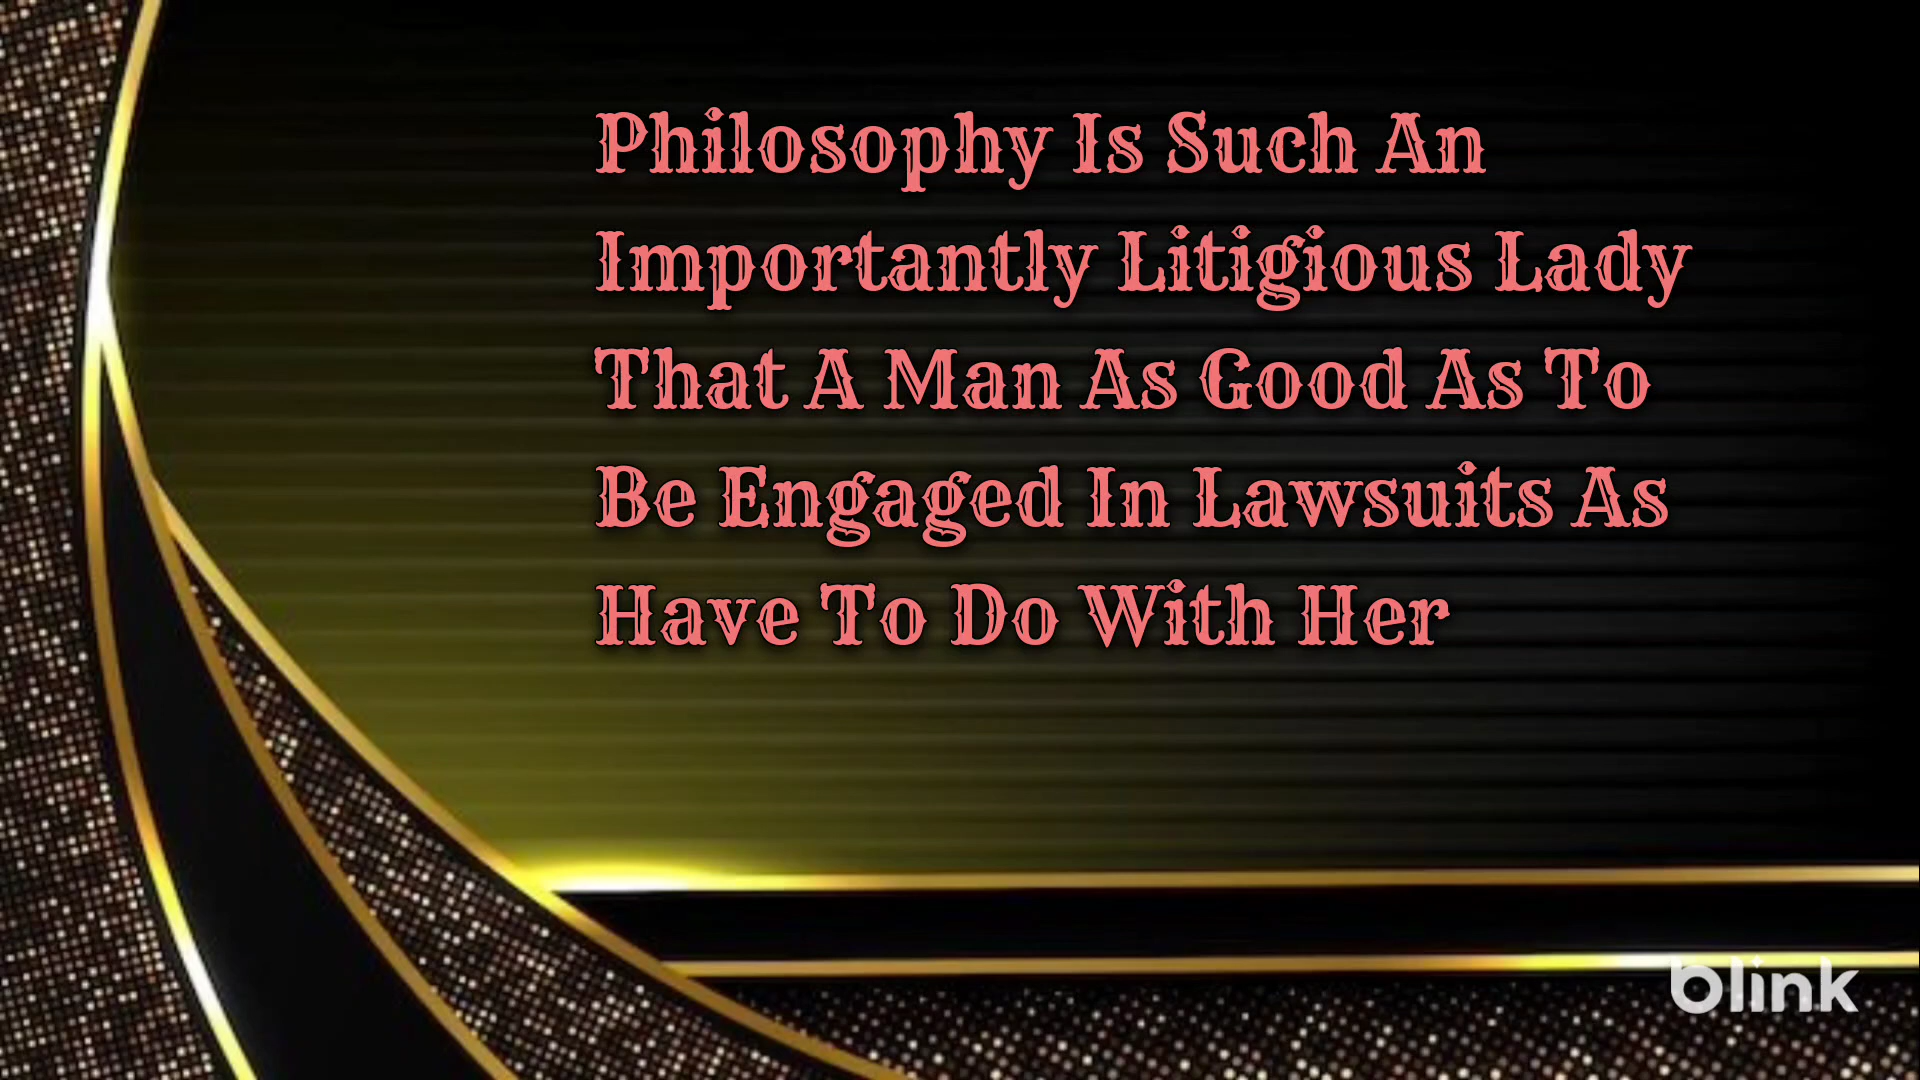 Philosophy Is Such An
Importantly Litigious Lady
That A Man As Good As To
Be Engaged In Lawsuits As
Have To Do With Her
blink